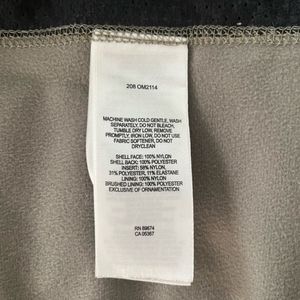 208 OM2114
MACHINE WASH COLD GENTLE, WASH
SEPARATELY, DO NOT BLEACH,
TUMBLE DRY LOW, REMOVE
PROMPTLY, IRON LOW, DO NOT USE
FABRIC SOFTENER, DO NOT
DRYCLEAN
SHELL FACE: 100% NYLON
SHELL BACK: 100% POLYESTER
INSERT: 58% NYLON,
31% POLYESTER, 11% ELASTANE
LINING: 100% NYLON
BRUSHED LINING: 100% POLYESTER
EXCLUSIVE OF ORNAMENTATION
RN 89674
CA 05367